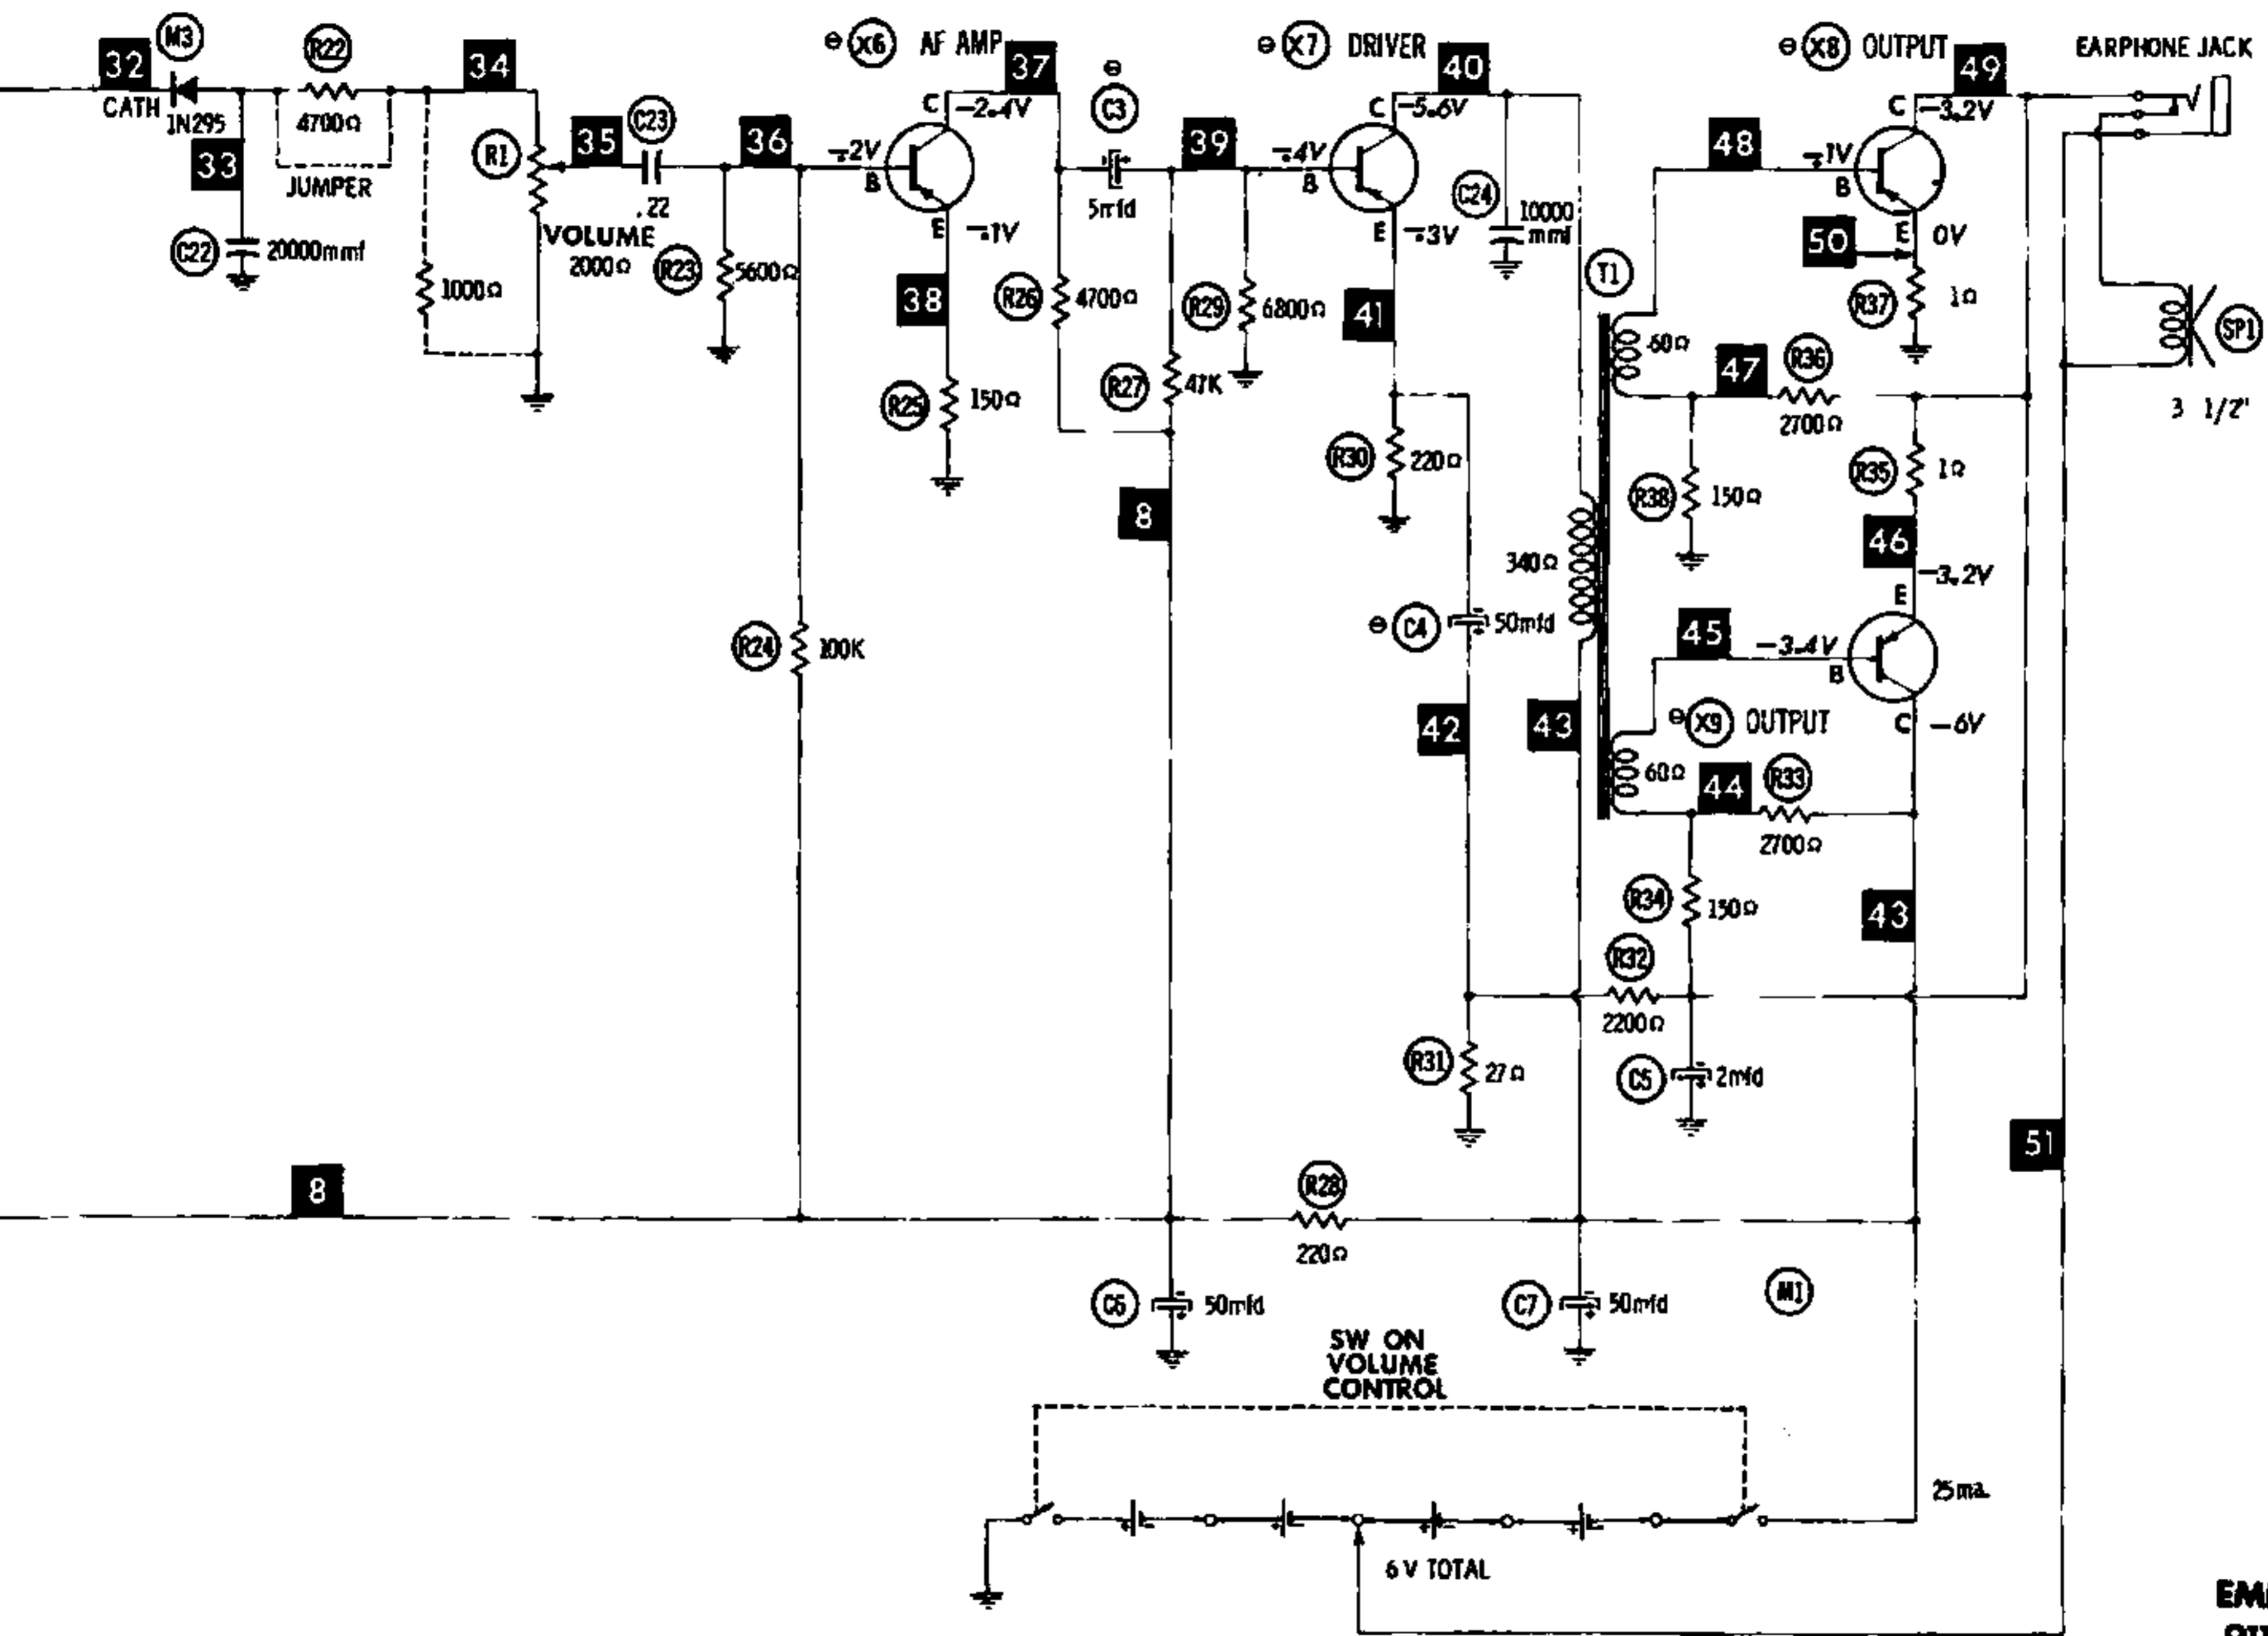 M3
32
CATH
1N295
R22
4700Ω
JUMPER
33
C22
20000mmf
34
1000Ω
R1
35
C23
.22
VOLUME
2000Ω
36
R23
5600Ω
⊖ X6 AF AMP
37
C -2.4V
-.2V
B
E -.1V
38
R25
150Ω
R24
100K
⊖
C3
5mfd
R26
4700Ω
39
R29
6800Ω
R27
47K
8
⊖ X7 DRIVER
40
C -5.6V
-.4V
B
E -.3V
41
C24
10000
mmf
R30
220Ω
⊖ C4
50mfd
42
T1
340Ω
43
60Ω
47
R36
2700Ω
R38
150Ω
48
⊖ X8 OUTPUT
49
C -3.2V
-.1V
B
E 0V
50
R37
1Ω
R35
1Ω
46
-3.2V
E
45
-3.4V
B
⊖ X9 OUTPUT
C -6V
60Ω
44
R33
2700Ω
R34
150Ω
43
R32
2200Ω
R31
27Ω
C5
2mfd
EARPHONE JACK
SP1
3 1/2"
51
8
R28
220Ω
C6
50mfd
C7
50mfd
M1
SW ON
VOLUME
CONTROL
25ma.
6 V TOTAL